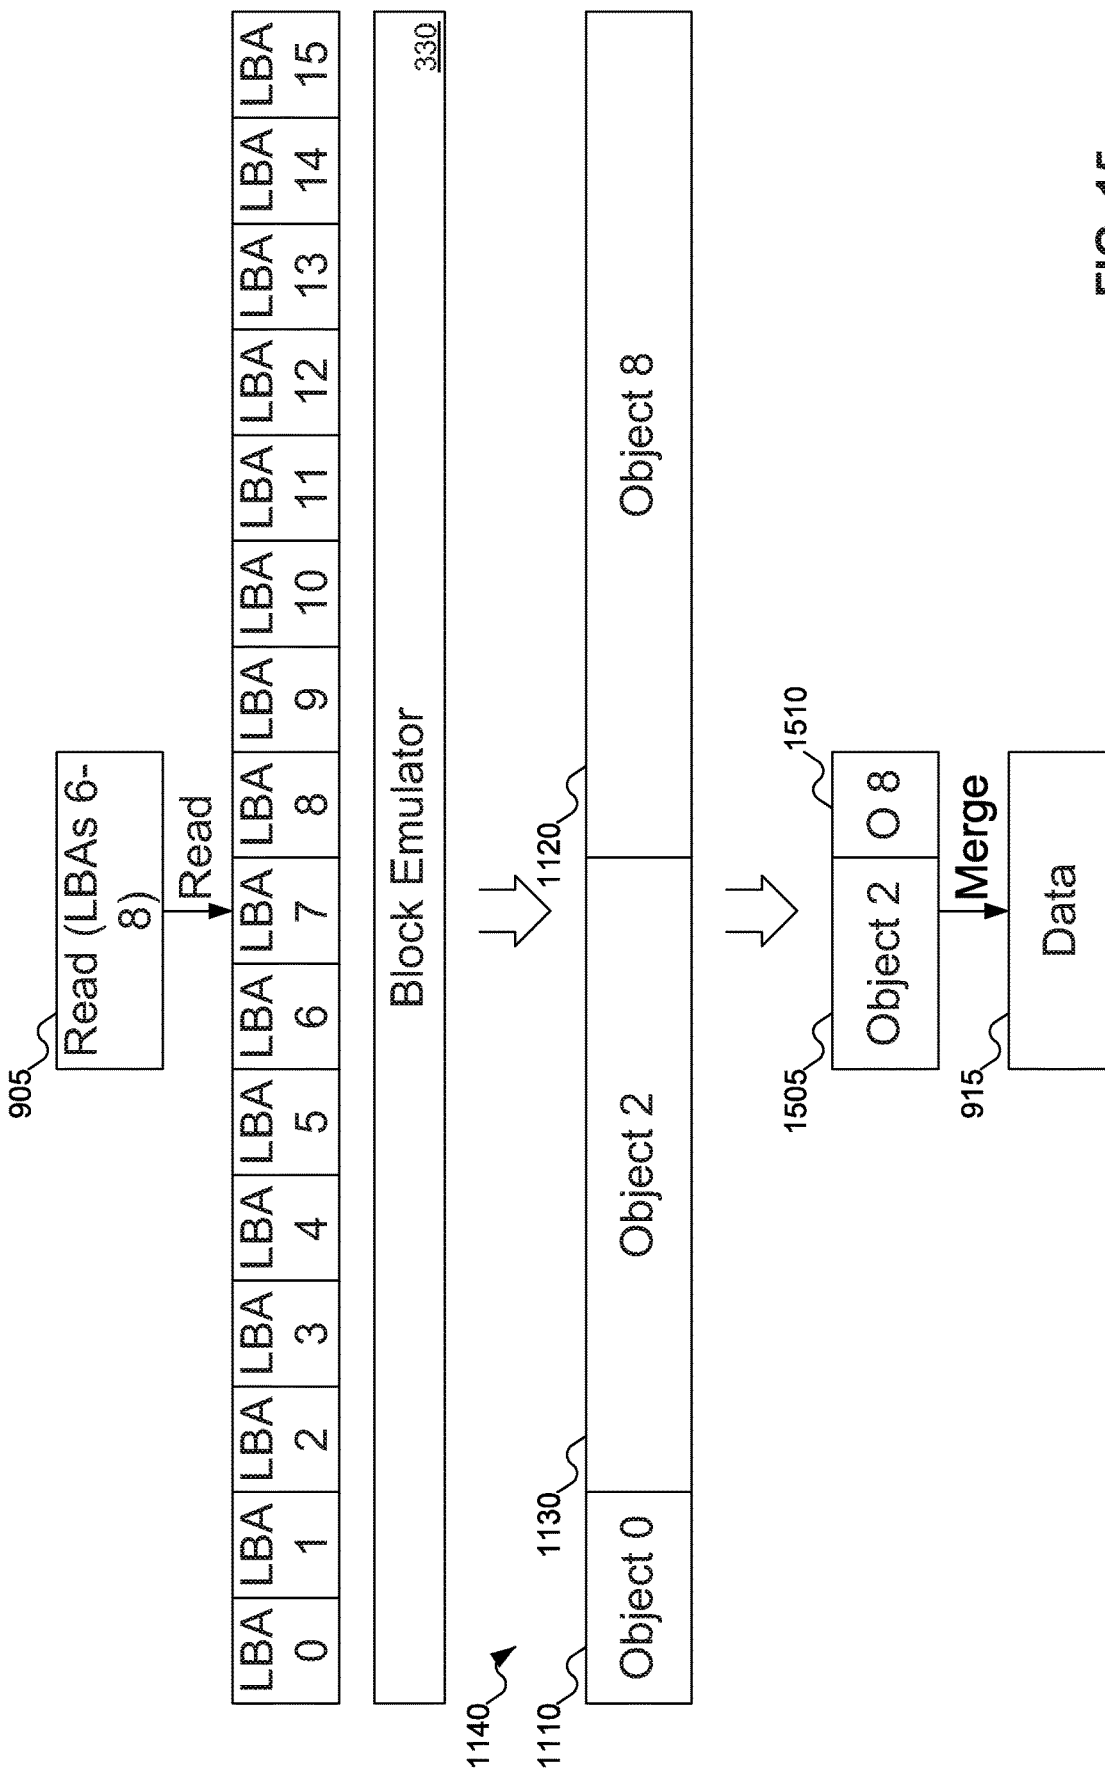 905
Read (LBAs 6-
8)
Read
LBA LBA LBA LBA LBA LBA LBA LBA LBA LBA LBA LBA LBA LBA LBA LBA
0 1 2 3 4 5 6 7 8 9 10 11 12 13 14 15
Block Emulator
330
1140
1110
1130
1120
Object 0
Object 2
Object 8
1505
1510
Object 2
O 8
Merge
915
Data